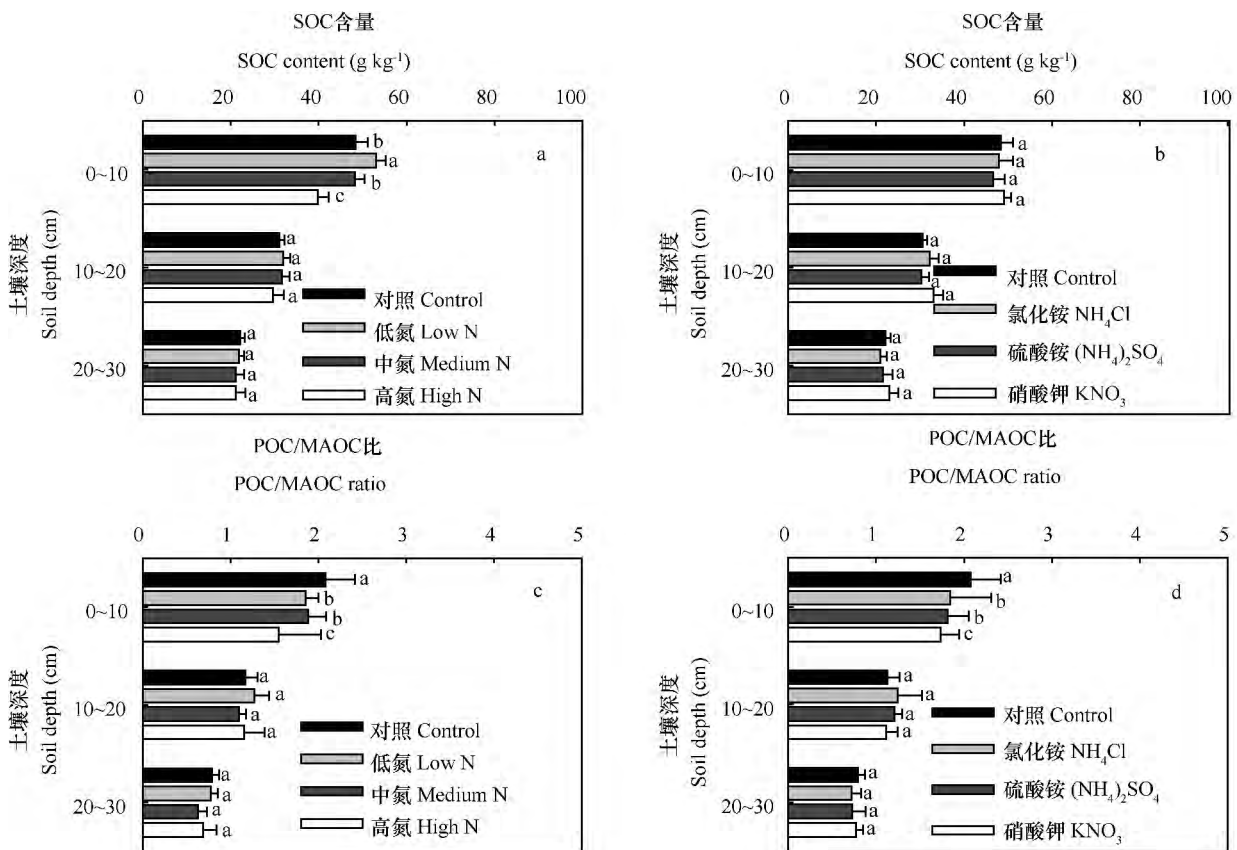 SOC含量
SOC content (g kg⁻¹)
0 20 40 60 80 100
a
b
a
b
c
0~10
a
a
a
a
10~20
a
a
a
a
20~30
土壤深度
Soil depth (cm)
对照 Control
低氮 Low N
中氮 Medium N
高氮 High N
SOC含量
SOC content (g kg⁻¹)
0 20 40 60 80 100
b
a
a
a
a
0~10
a
a
a
a
10~20
a
a
a
a
20~30
土壤深度
Soil depth (cm)
对照 Control
氯化铵 NH₄Cl
硫酸铵 (NH₄)₂SO₄
硝酸钾 KNO₃
POC/MAOC比
POC/MAOC ratio
0 1 2 3 4 5
c
a
b
b
c
0~10
a
a
a
a
10~20
a
a
a
a
20~30
土壤深度
Soil depth (cm)
对照 Control
低氮 Low N
中氮 Medium N
高氮 High N
POC/MAOC比
POC/MAOC ratio
0 1 2 3 4 5
d
a
b
b
c
0~10
a
a
a
a
10~20
a
a
a
a
20~30
土壤深度
Soil depth (cm)
对照 Control
氯化铵 NH₄Cl
硫酸铵 (NH₄)₂SO₄
硝酸钾 KNO₃